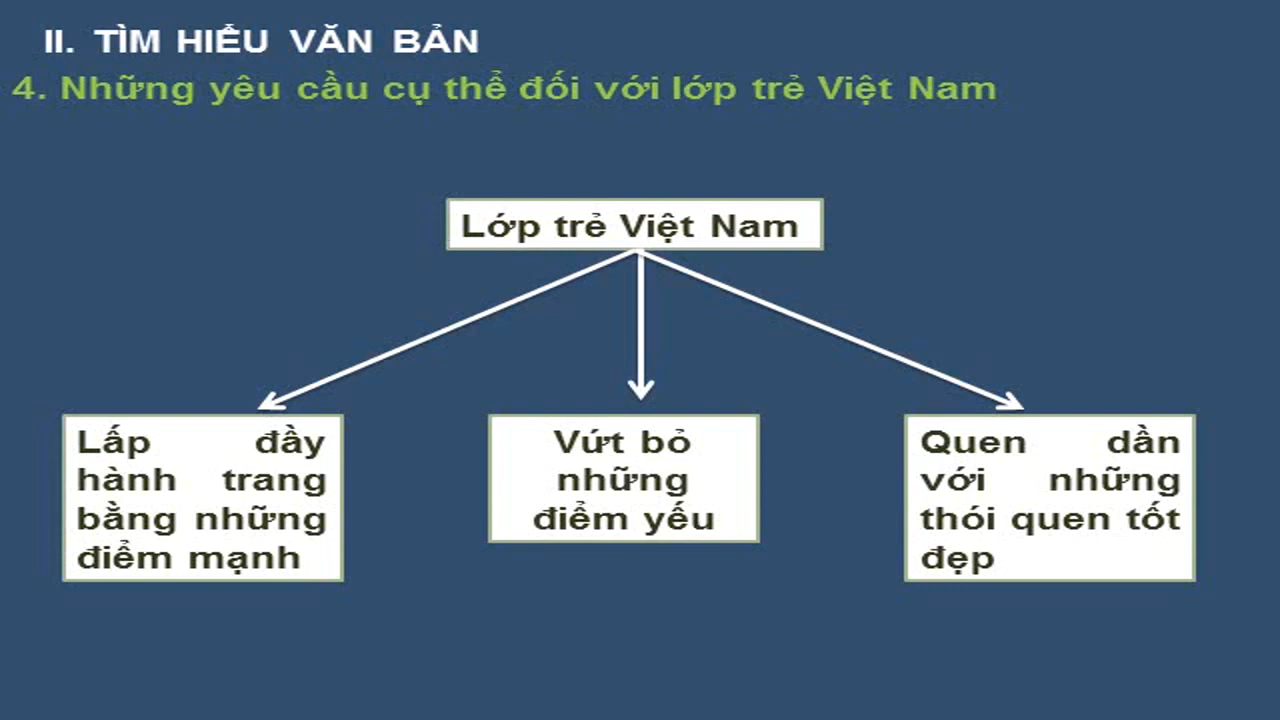 II. TÌM HIỂU VĂN BẢN
4. Những yêu cầu cụ thể đối với lớp trẻ Việt Nam
Lớp trẻ Việt Nam
Lấp đầy
hành trang
bằng những
điểm mạnh
Vứt bỏ
những
điểm yếu
Quen dần
với những
thói quen tốt
đẹp